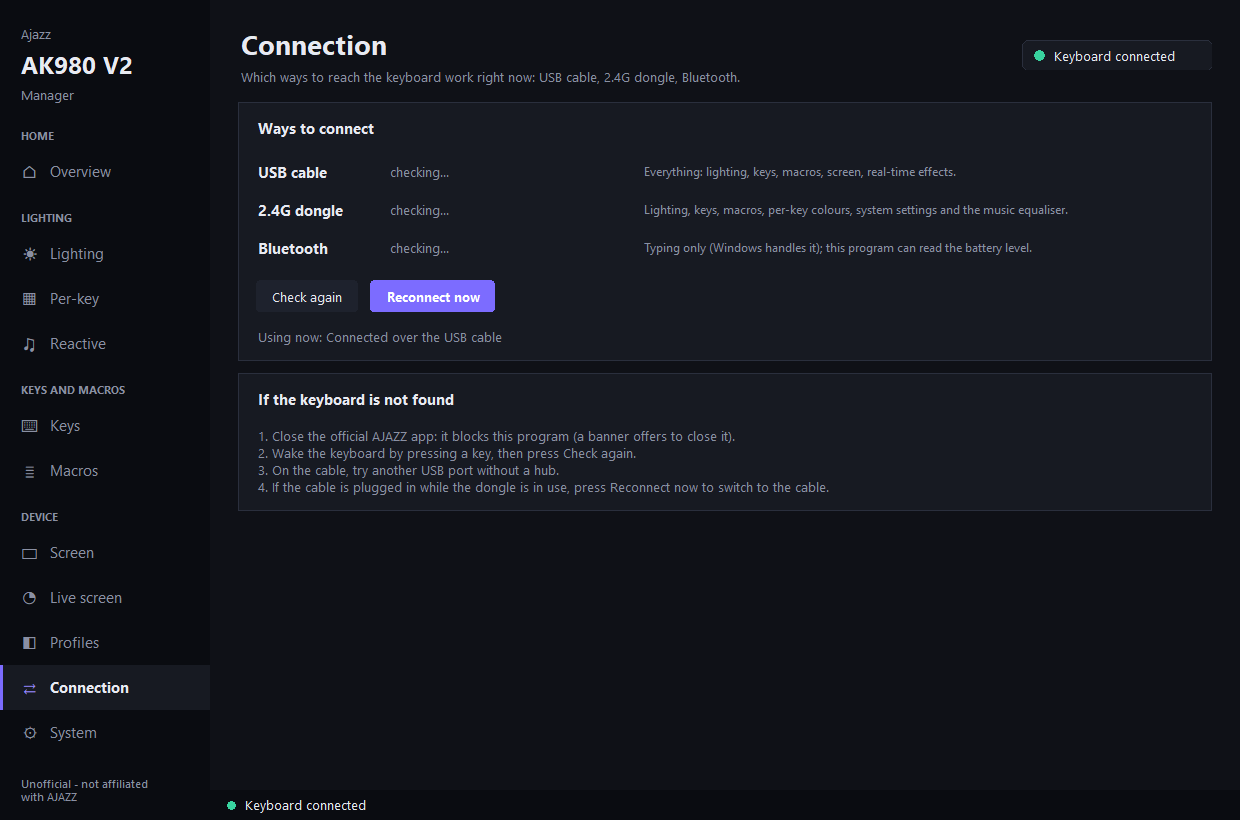 Ajazz
AK980 V2
Manager
HOME
Overview
LIGHTING
Lighting
Per-key
Reactive
KEYS AND MACROS
Keys
Macros
DEVICE
Screen
Live screen
Profiles
Connection
System
Unofficial - not affiliated
with AJAZZ
Connection
Which ways to reach the keyboard work right now: USB cable, 2.4G dongle, Bluetooth.
Keyboard connected
Ways to connect
USB cable checking... Everything: lighting, keys, macros, screen, real-time effects.
2.4G dongle checking... Lighting, keys, macros, per-key colours, system settings and the music equaliser.
Bluetooth checking... Typing only (Windows handles it); this program can read the battery level.
Check again Reconnect now
Using now: Connected over the USB cable
If the keyboard is not found
1. Close the official AJAZZ app: it blocks this program (a banner offers to close it).
2. Wake the keyboard by pressing a key, then press Check again.
3. On the cable, try another USB port without a hub.
4. If the cable is plugged in while the dongle is in use, press Reconnect now to switch to the cable.
Keyboard connected